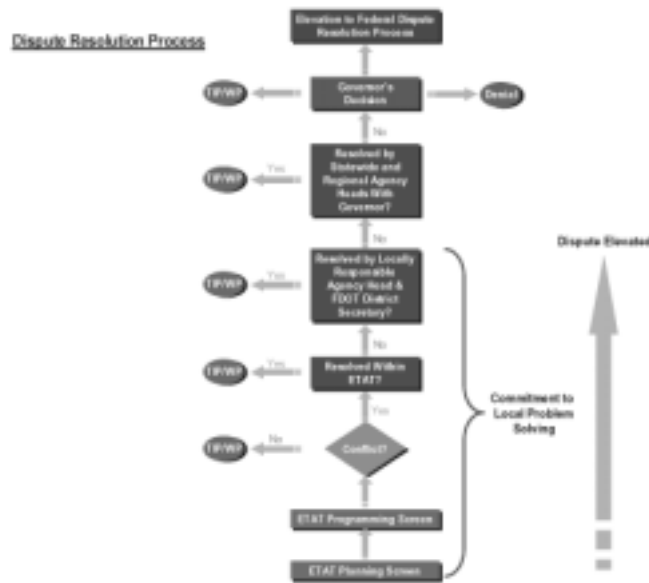 Dispute Resolution Process
Elevation to Federal Dispute
Resolution Process
TIP/WP
Governor's
Decision
Denial
No
TIP/WP
Yes
Resolved by
Statewide and
Regional Agency
Heads With
Governor?
No
Dispute Elevated
TIP/WP
Yes
Resolved by Locally
Responsible
Agency Head &
FDOT District
Secretary?
No
TIP/WP
Yes
Resolved Within
ETAT?
Commitment to
Local Problem
Solving
Yes
TIP/WP
No
Conflict?
ETAT Programming Screen
ETAT Planning Screen